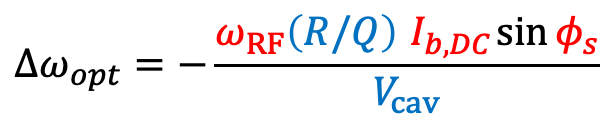 Δω_opt = − ω_RF (R/Q) I_b,DC sin ϕ_s / V_cav